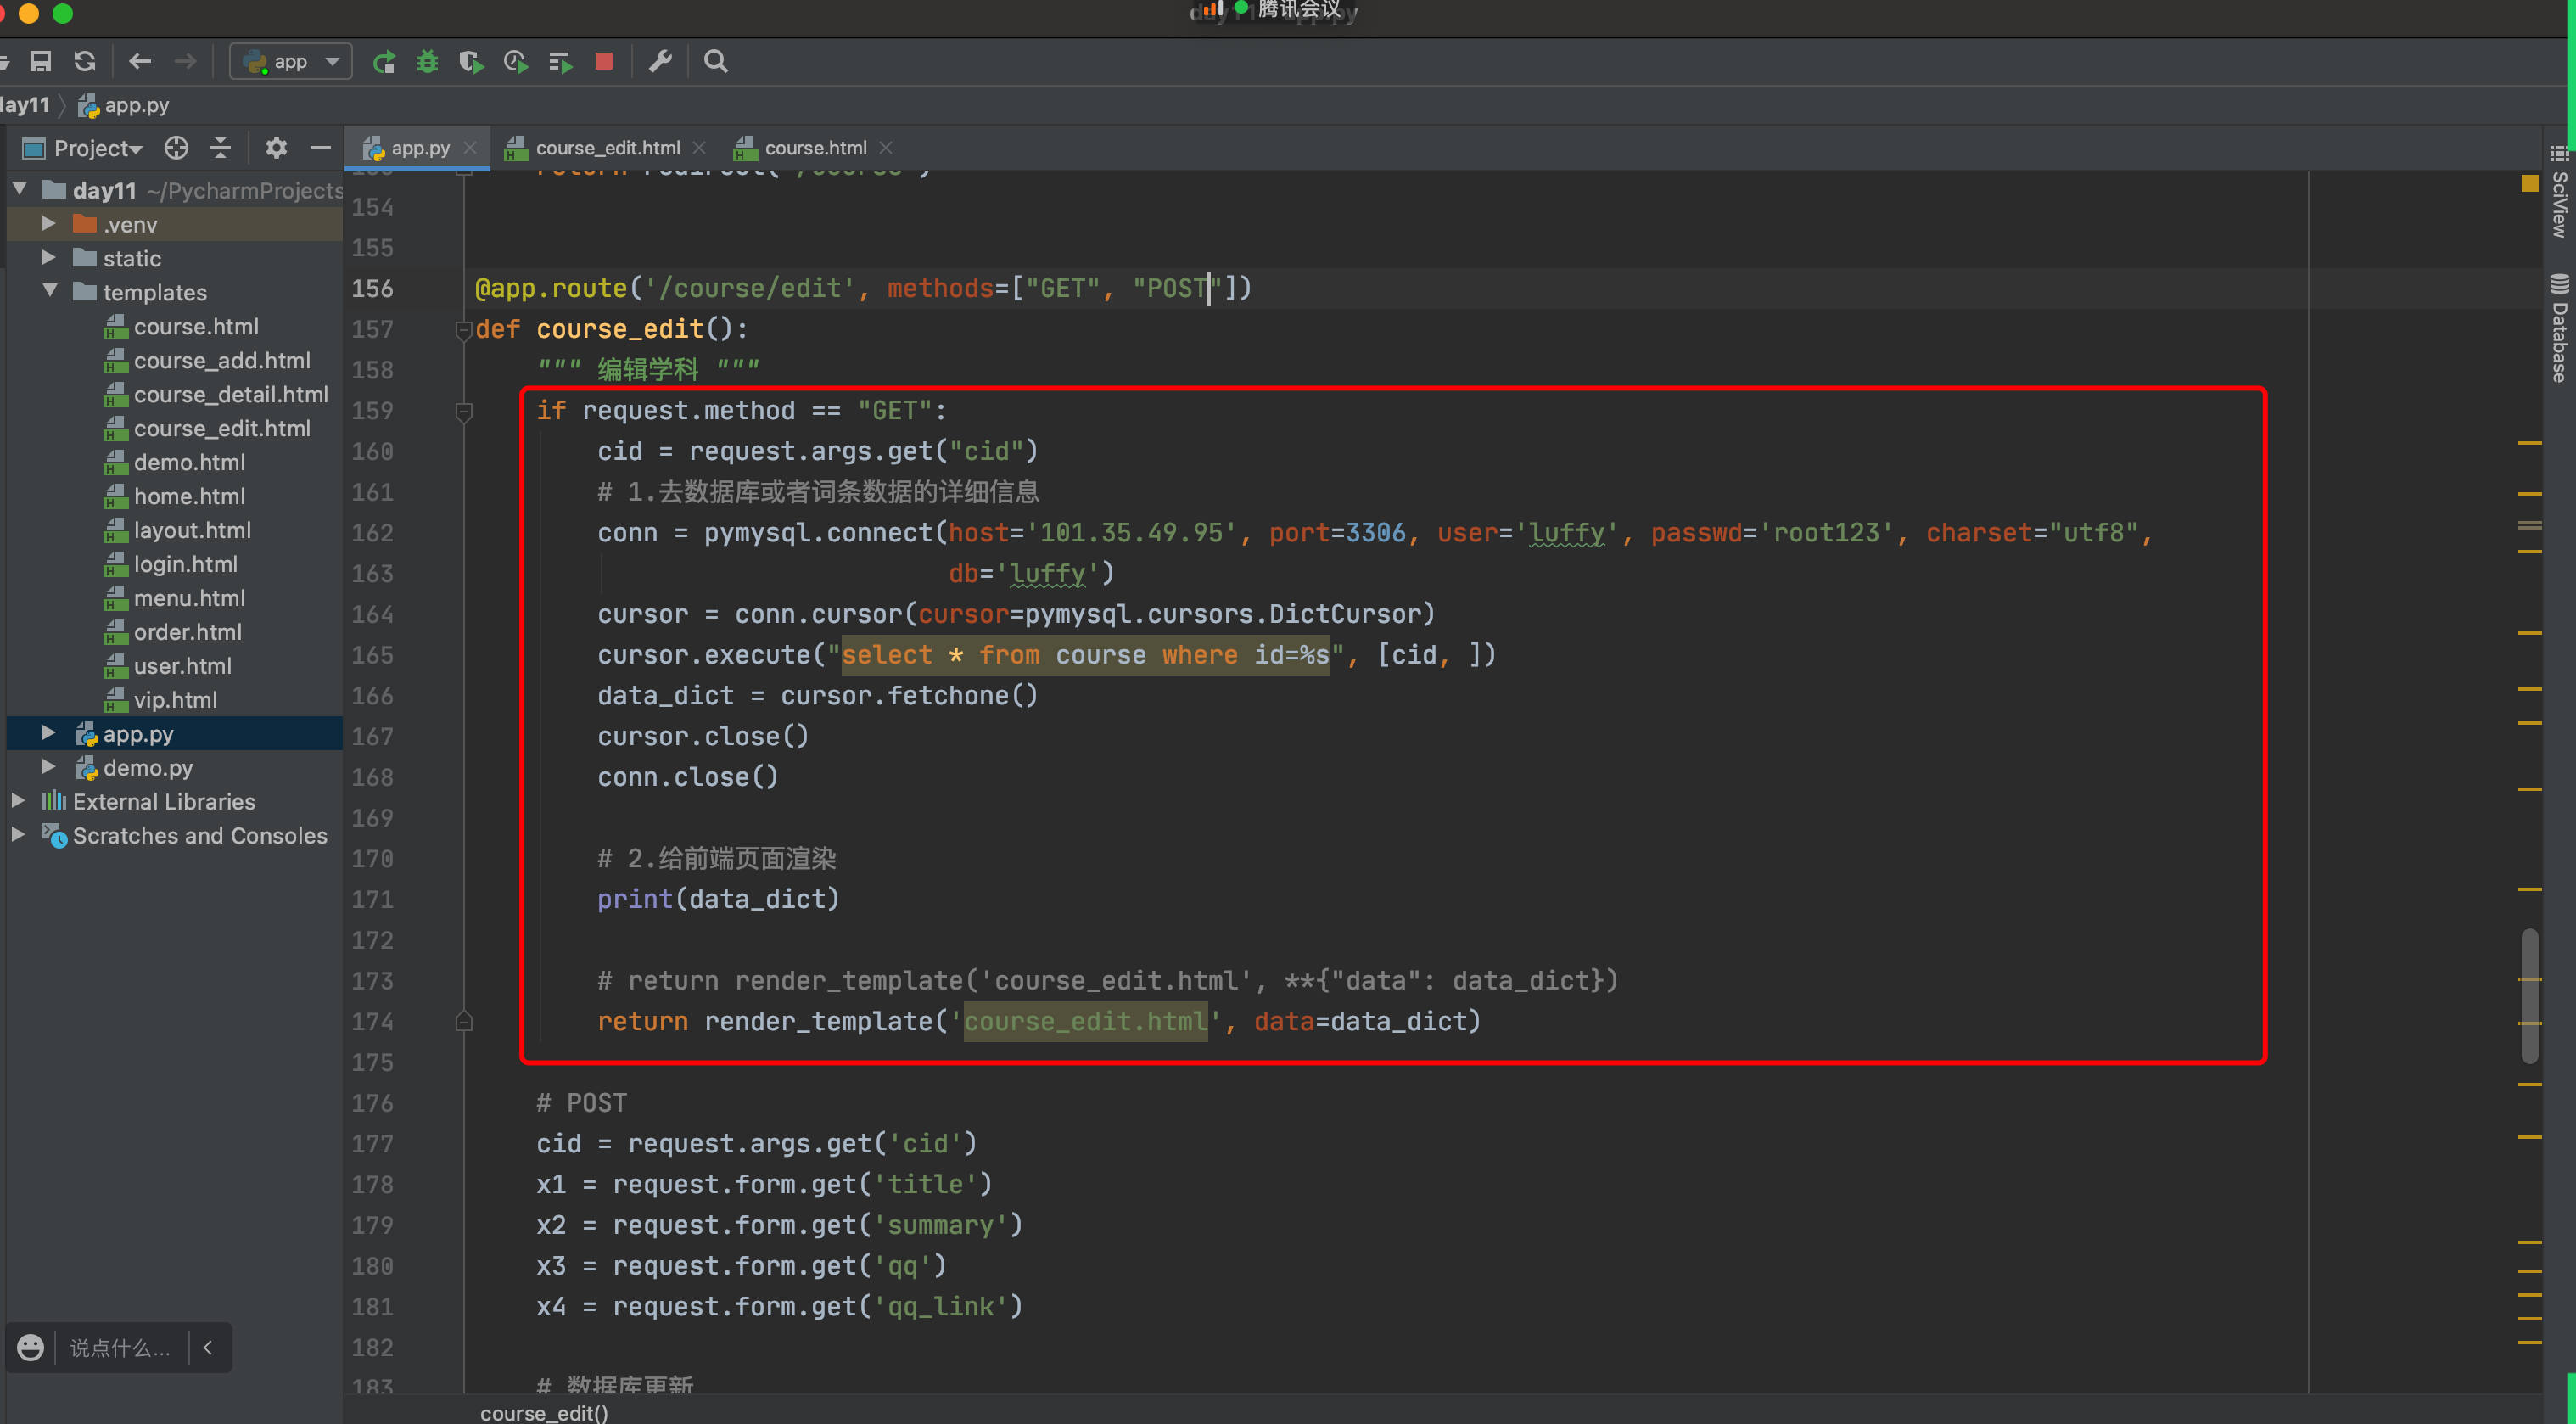 腾讯会议
app
day11
app.py
Project
app.py
course_edit.html
course.html
day11 ~/PycharmProjects
.venv
static
templates
course.html
course_add.html
course_detail.html
course_edit.html
demo.html
home.html
layout.html
login.html
menu.html
order.html
user.html
vip.html
app.py
demo.py
External Libraries
Scratches and Consoles
SciView
Database
154
155
156 @app.route('/course/edit', methods=["GET", "POST"])
157 def course_edit():
158 """ 编辑学科 """
159 if request.method == "GET":
160 cid = request.args.get("cid")
161 # 1.去数据库或者词条数据的详细信息
162 conn = pymysql.connect(host='101.35.49.95', port=3306, user='luffy', passwd='root123', charset="utf8",
163 db='luffy')
164 cursor = conn.cursor(cursor=pymysql.cursors.DictCursor)
165 cursor.execute("select * from course where id=%s", [cid, ])
166 data_dict = cursor.fetchone()
167 cursor.close()
168 conn.close()
169
170 # 2.给前端页面渲染
171 print(data_dict)
172
173 # return render_template('course_edit.html', **{"data": data_dict})
174 return render_template('course_edit.html', data=data_dict)
175
176 # POST
177 cid = request.args.get('cid')
178 x1 = request.form.get('title')
179 x2 = request.form.get('summary')
180 x3 = request.form.get('qq')
181 x4 = request.form.get('qq_link')
182
183 # 数据库更新
说点什么...
course_edit()